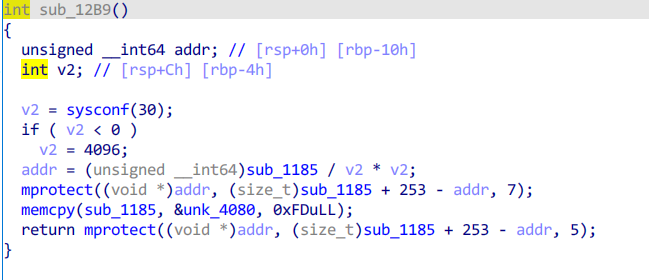 int sub_12B9()
{
  unsigned __int64 addr; // [rsp+0h] [rbp-10h]
  int v2; // [rsp+Ch] [rbp-4h]

  v2 = sysconf(30);
  if ( v2 < 0 )
    v2 = 4096;
  addr = (unsigned __int64)sub_1185 / v2 * v2;
  mprotect((void *)addr, (size_t)sub_1185 + 253 - addr, 7);
  memcpy(sub_1185, &unk_4080, 0xFDuLL);
  return mprotect((void *)addr, (size_t)sub_1185 + 253 - addr, 5);
}